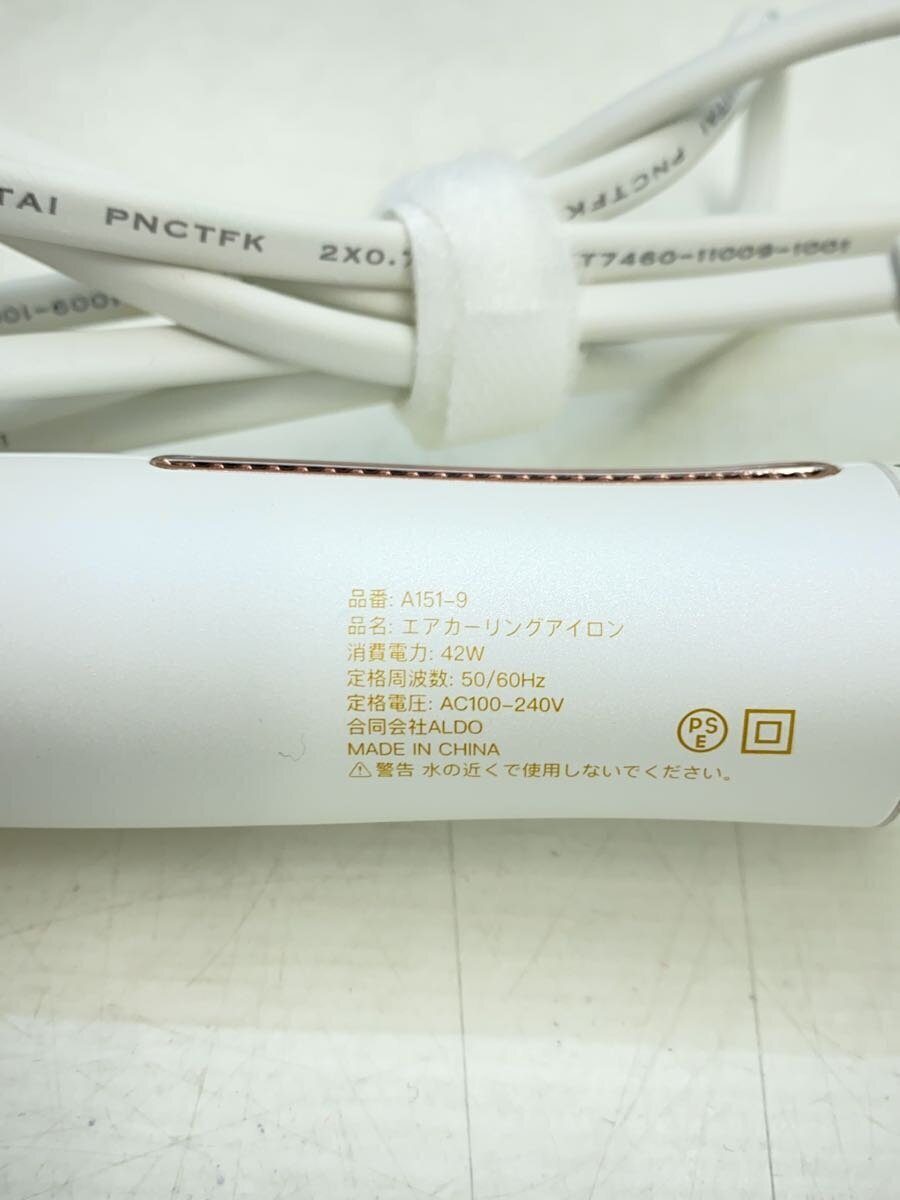 TAI PNCTFK 2X0.7
T7460-11009-1001
PNCTFK
品番: A151-9
品名: エアカーリングアイロン
消費電力: 42W
定格周波数: 50/60Hz
定格電圧: AC100-240V
合同会社ALDO
MADE IN CHINA
⚠警告 水の近くで使用しないでください。
PS
E